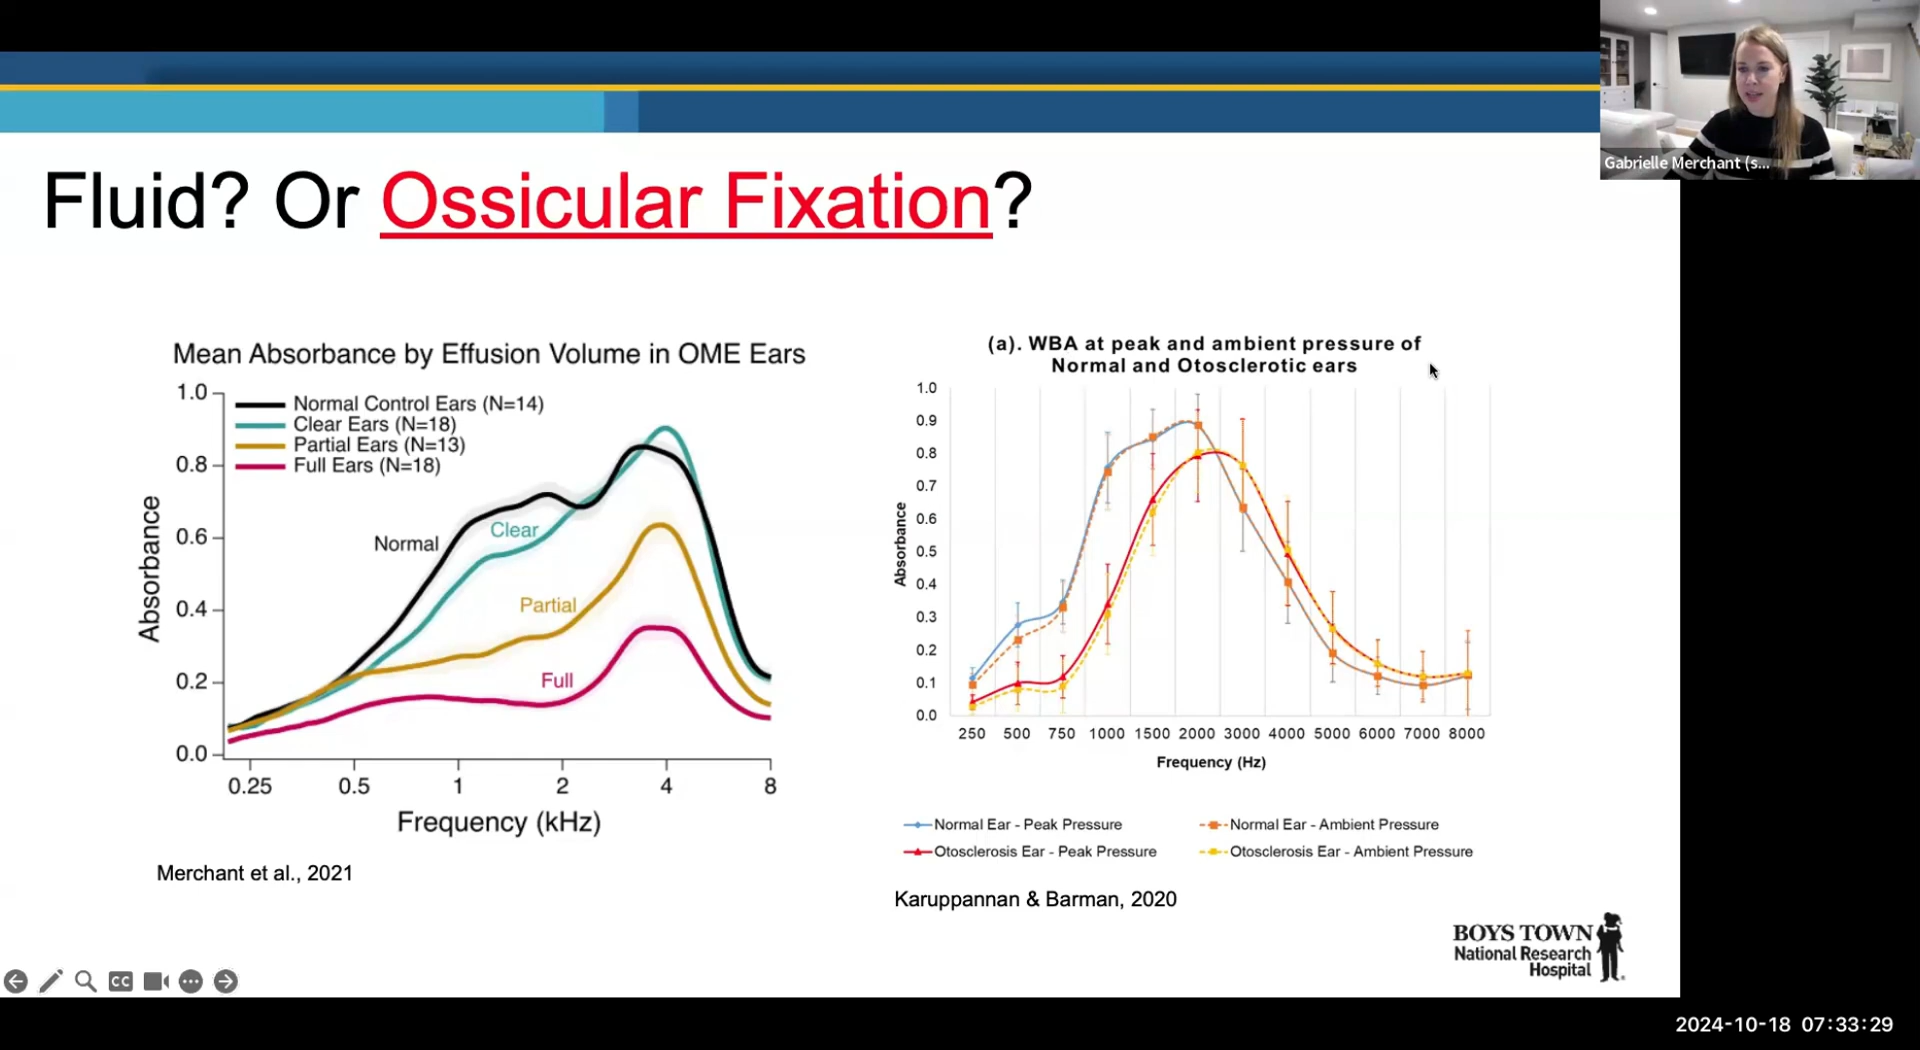 Gabrielle Merchant (s...
Fluid? Or Ossicular Fixation?
Mean Absorbance by Effusion Volume in OME Ears
1.0
0.8
0.6
0.4
0.2
0.0
Absorbance
Normal Control Ears (N=14)
Clear Ears (N=18)
Partial Ears (N=13)
Full Ears (N=18)
Normal
Clear
Partial
Full
0.25 0.5 1 2 4 8
Frequency (kHz)
Merchant et al., 2021
(a). WBA at peak and ambient pressure of
Normal and Otosclerotic ears
1.0
0.9
0.8
0.7
0.6
0.5
0.4
0.3
0.2
0.1
0.0
Absorbance
250 500 750 1000 1500 2000 3000 4000 5000 6000 7000 8000
Frequency (Hz)
Normal Ear - Peak Pressure
Normal Ear - Ambient Pressure
Otosclerosis Ear - Peak Pressure
Otosclerosis Ear - Ambient Pressure
Karuppannan & Barman, 2020
BOYS TOWN
National Research
Hospital
CC
2024-10-18 07:33:29